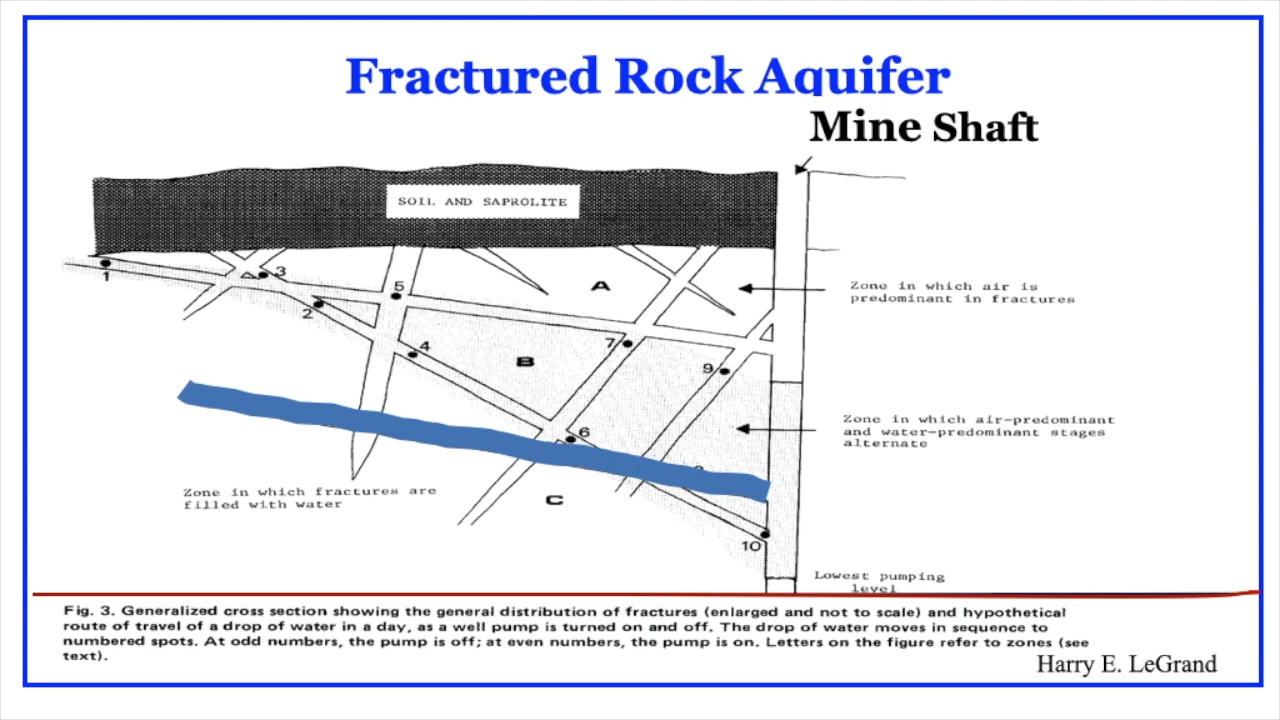 Fractured Rock Aquifer
Mine Shaft
SOIL AND SAPROLITE
1
3
2
5
4
A
B
7
9
6
C
10
Zone in which air is
predominant in fractures
Zone in which air-predominant
and water-predominant stages
alternate
Zone in which fractures are
filled with water
Lowest pumping
level
Fig. 3. Generalized cross section showing the general distribution of fractures (enlarged and not to scale) and hypothetical
route of travel of a drop of water in a day, as a well pump is turned on and off. The drop of water moves in sequence to
numbered spots. At odd numbers, the pump is off; at even numbers, the pump is on. Letters on the figure refer to zones (see
text).
Harry E. LeGrand